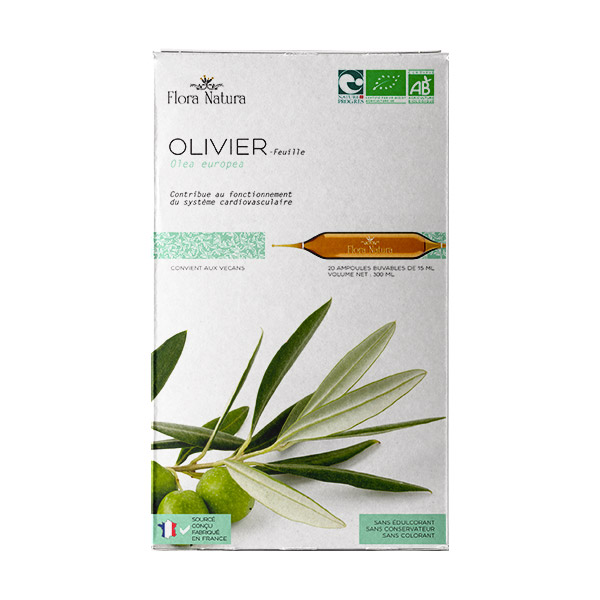 Flora Natura
NATURE
PROGRÈS
AB
OLIVIER -Feuille
Olea europea
Contribue au fonctionnement
du système cardiovasculaire
Flora Natura
CONVIENT AUX VEGANS
20 AMPOULES BUVABLES DE 15 ML
VOLUME NET : 300 ML
SOURCÉ
CONÇU
FABRIQUÉ
EN FRANCE
SANS ÉDULCORANT
SANS CONSERVATEUR
SANS COLORANT